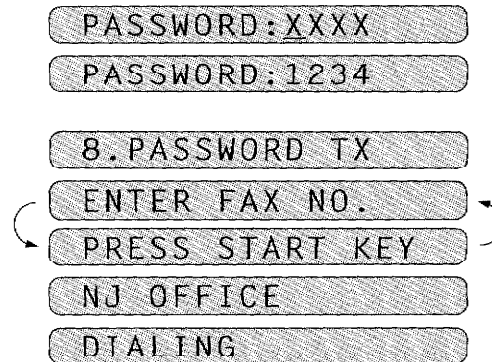 PASSWORD:XXXX
PASSWORD:1234
8.PASSWORD TX
ENTER FAX NO.
PRESS START KEY
NJ OFFICE
DIALING